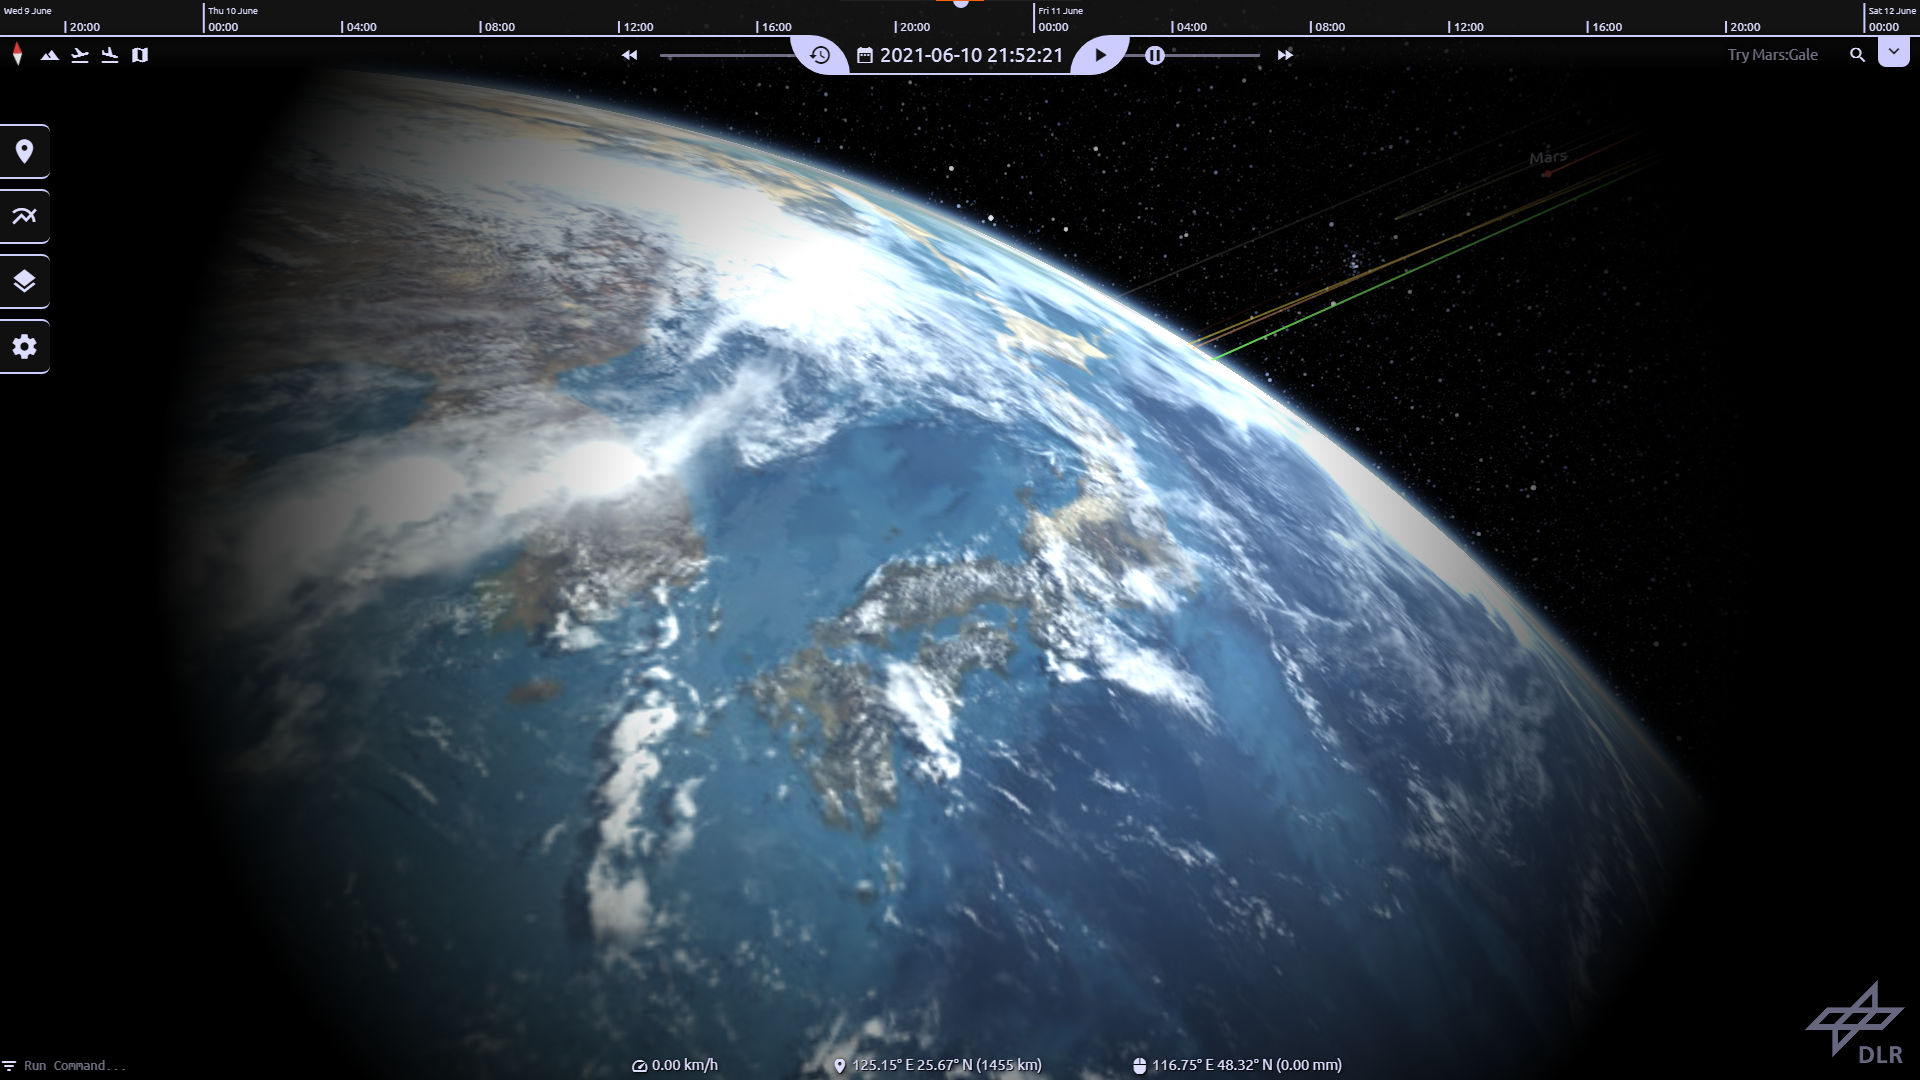 Wed 9 June
Thu 10 June
Fri 11 June
Sat 12 June
20:00
00:00
04:00
08:00
12:00
16:00
20:00
00:00
04:00
08:00
12:00
16:00
20:00
00:00
2021-06-10 21:52:21
Try Mars:Gale
Mars
Run Command...
0.00 km/h
125.15° E 25.67° N (1455 km)
116.75° E 48.32° N (0.00 mm)
DLR